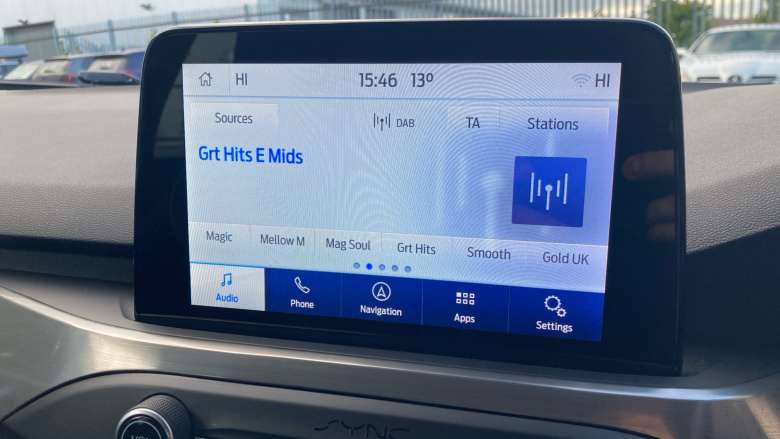 HI 15:46 13° HI
Sources DAB TA Stations
Grt Hits E Mids
Magic Mellow M Mag Soul Grt Hits Smooth Gold UK
Audio Phone Navigation Apps Settings
SYNC